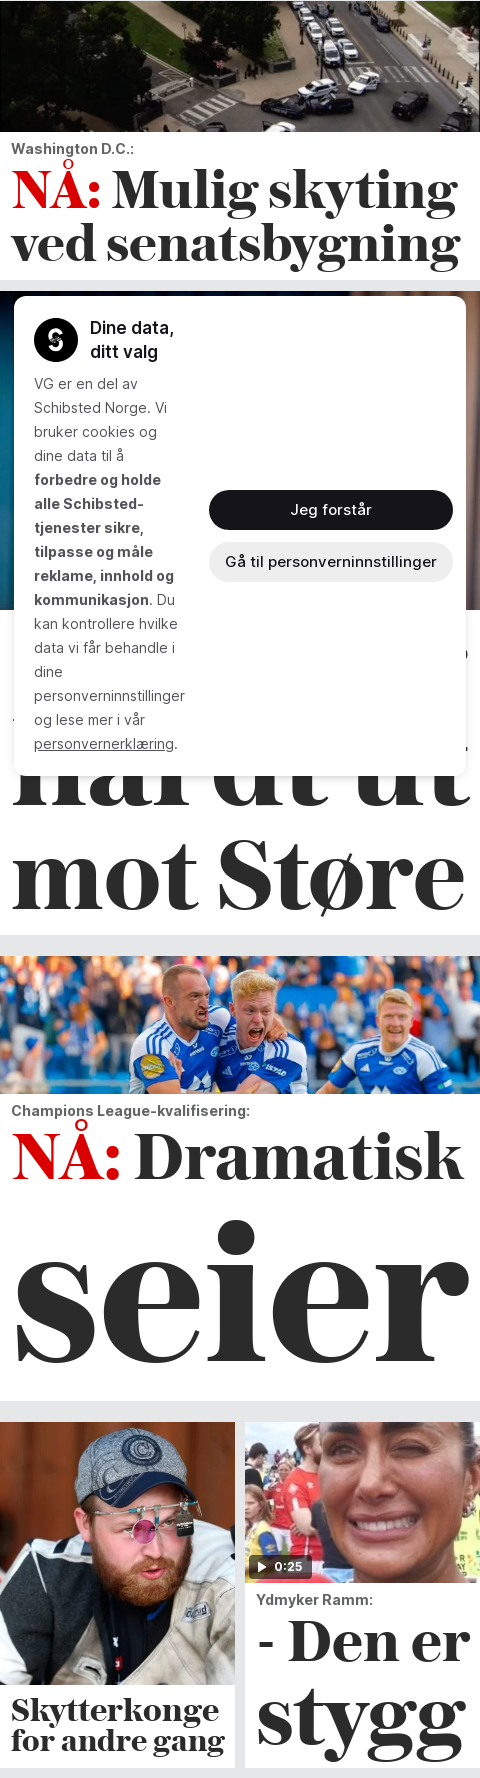 Washington D.C.:
NÅ: Mulig skyting
ved senatsbygning
Dine data,
ditt valg
VG er en del av
Schibsted Norge. Vi
bruker cookies og
dine data til å
forbedre og holde
alle Schibsted-
tjenester sikre,
tilpasse og måle
reklame, innhold og
kommunikasjon. Du
kan kontrollere hvilke
data vi får behandle i
dine
personverninnstillinger
og lese mer i vår
personvernerklæring.
Jeg forstår
Gå til personverninnstillinger
hardt ut
mot Støre
Champions League-kvalifisering:
NÅ: Dramatisk
seier
Skytterkonge
for andre gang
0:25
Ydmyker Ramm:
- Den er
stygg